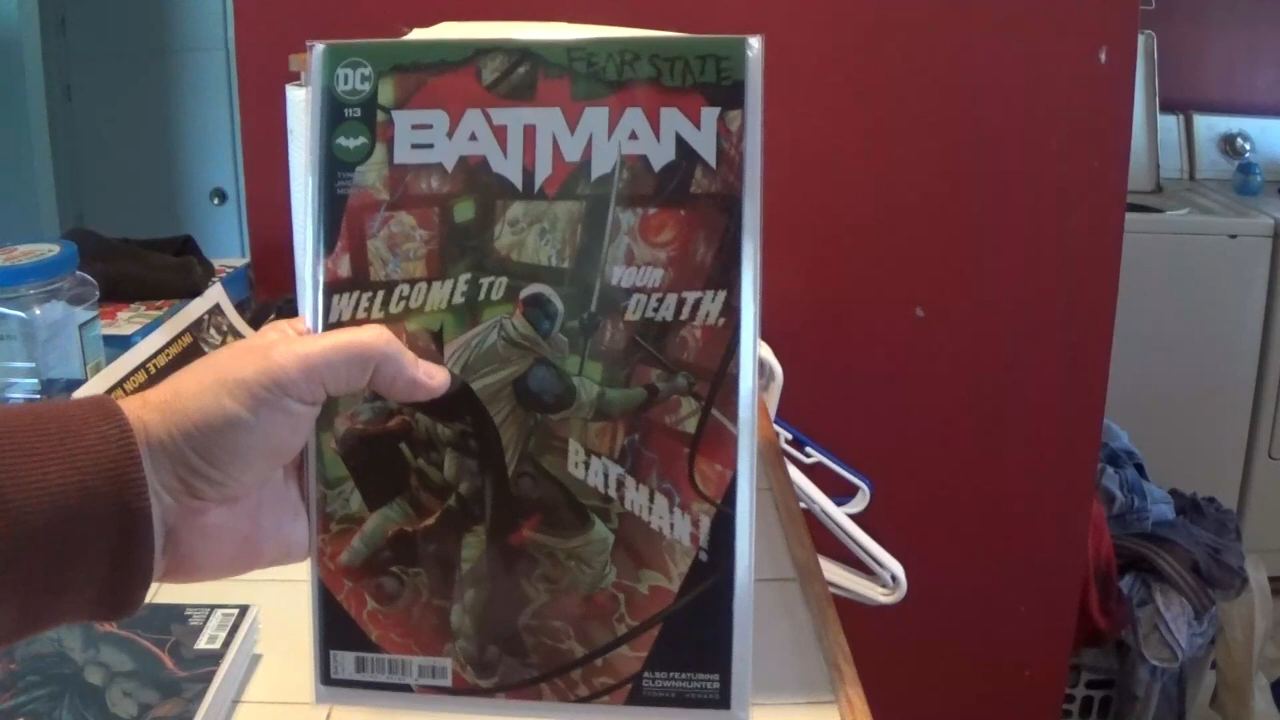 FEAR STATE
DC
113
BATMAN
WELCOME TO
YOUR
DEATH,
BATMAN!
INVINCIBLE IRON
ALSO FEATURING
CLOWNHUNTER